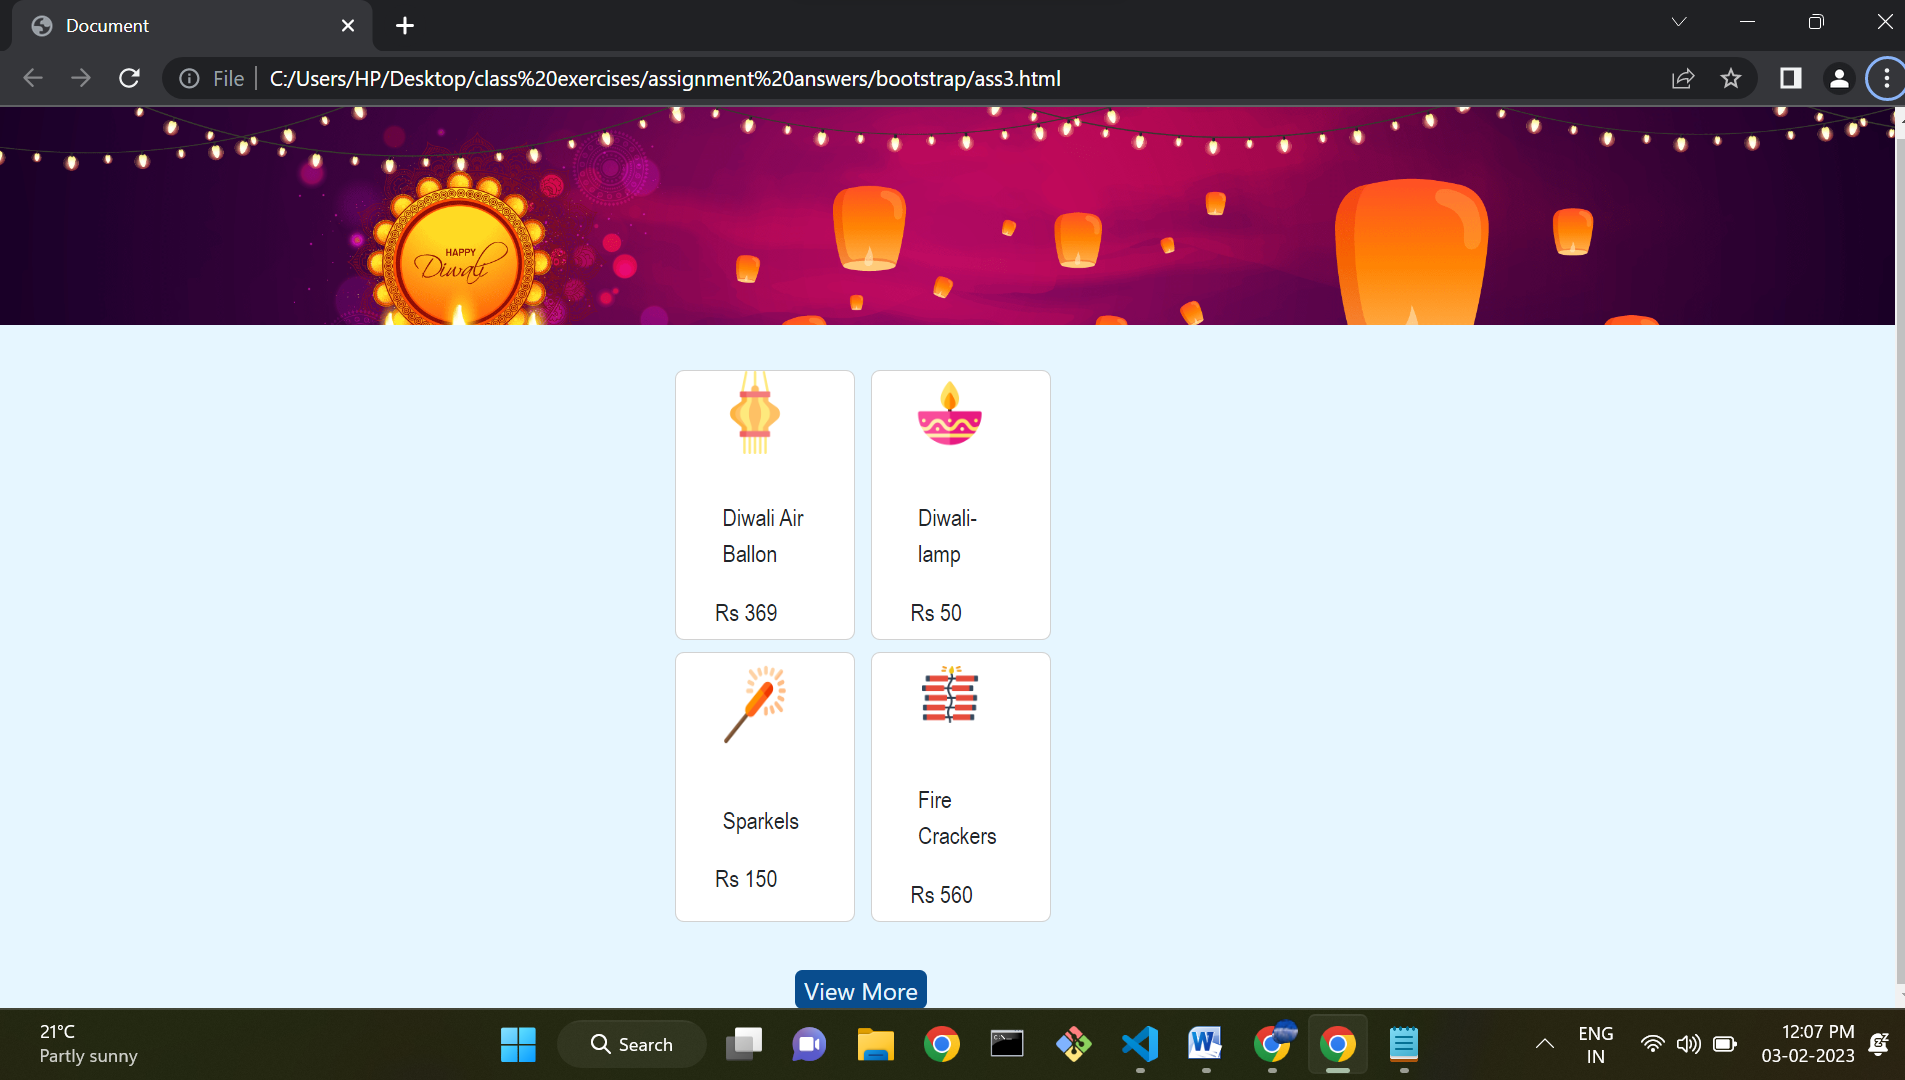 Document
File
C:/Users/HP/Desktop/class%20exercises/assignment%20answers/bootstrap/ass3.html
HAPPY
Diwali
Diwali Air
Ballon
Rs 369
Diwali-
lamp
Rs 50
Sparkels
Rs 150
Fire
Crackers
Rs 560
View More
21°C
Partly sunny
Search
ENG
IN
12:07 PM
03-02-2023